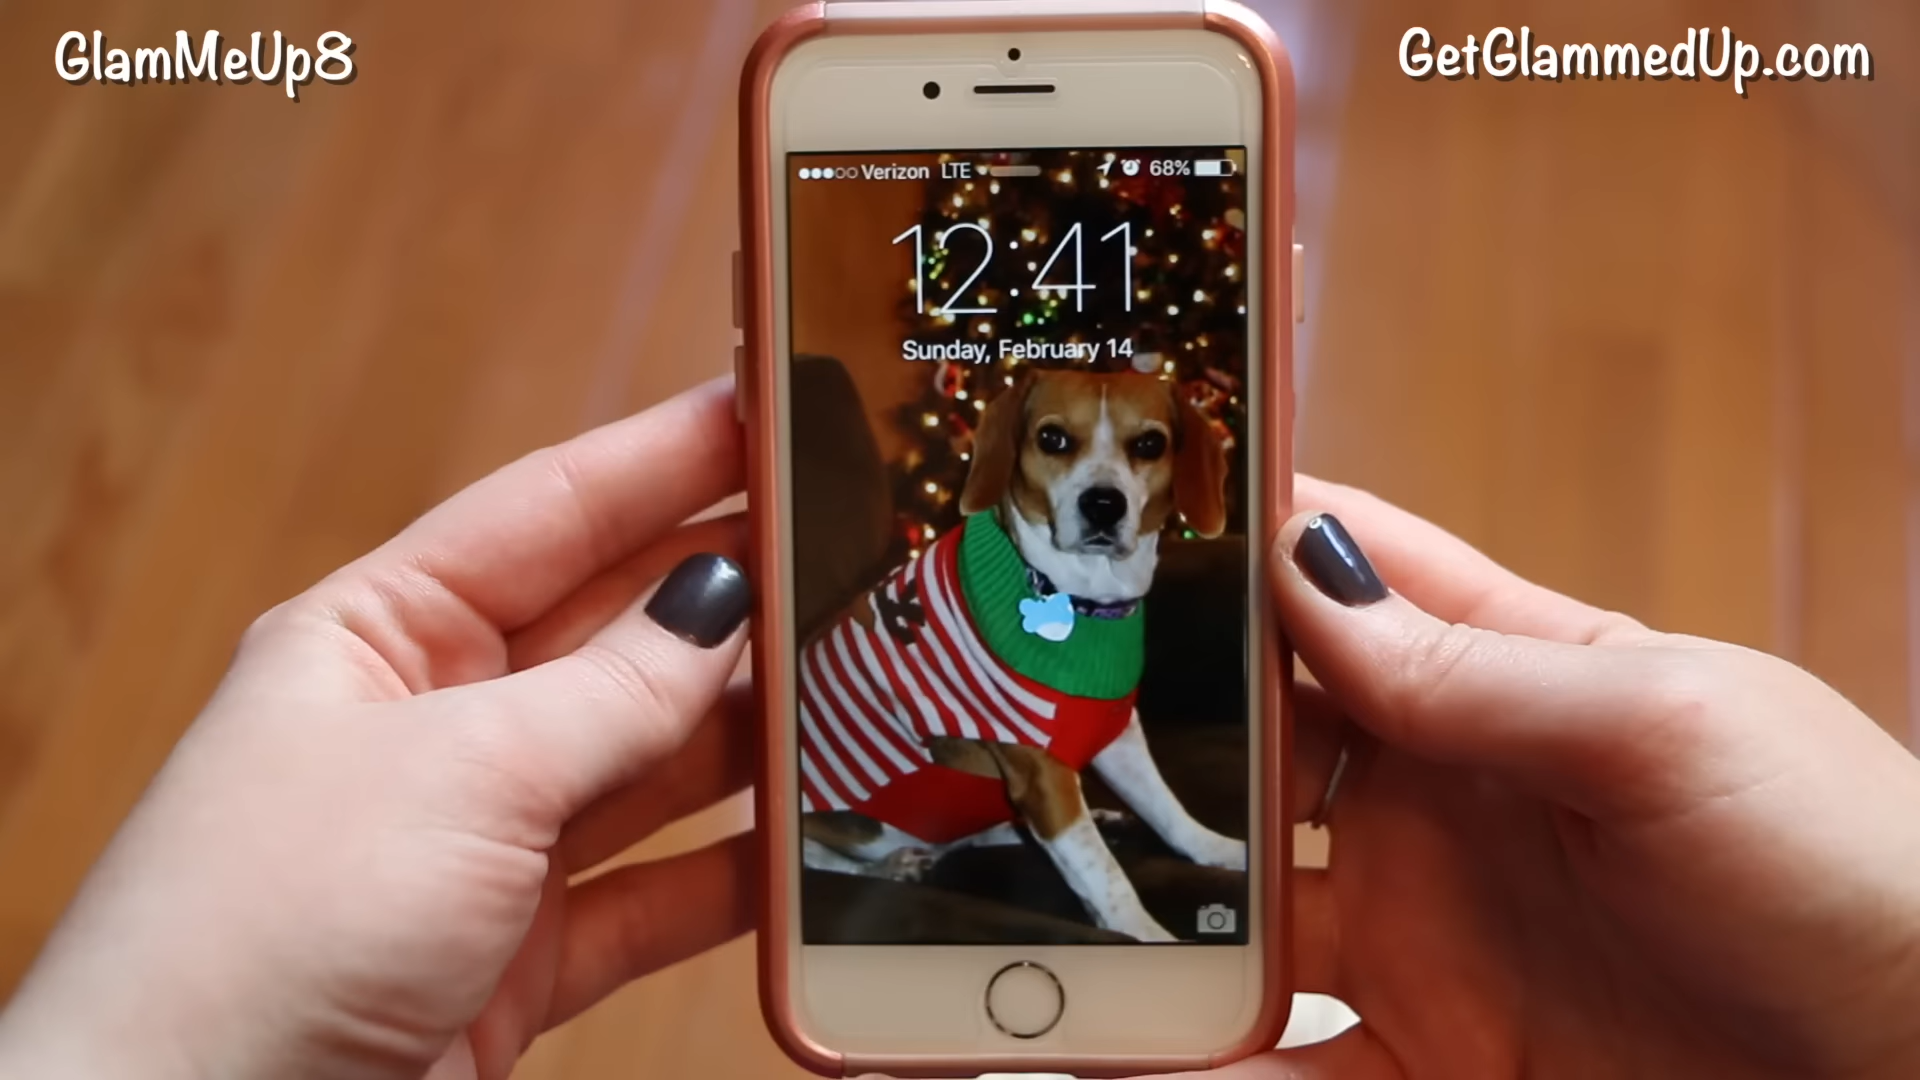 GlamMeUp8
GetGlammedUp.com
Verizon LTE
68%
12:41
Sunday, February 14